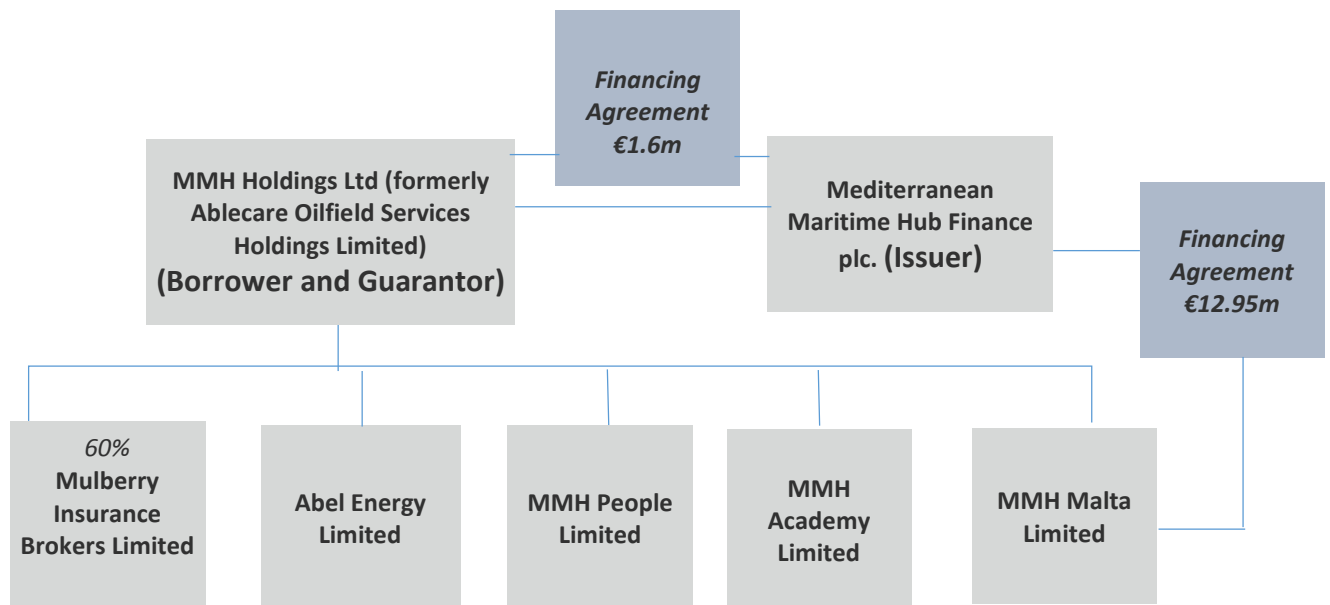 Financing
Agreement
€1.6m
MMH Holdings Ltd (formerly
Ablecare Oilfield Services
Holdings Limited)
(Borrower and Guarantor)
Mediterranean
Maritime Hub Finance
plc. (Issuer)
Financing
Agreement
€12.95m
60%
Mulberry
Insurance
Brokers Limited
Abel Energy
Limited
MMH People
Limited
MMH
Academy
Limited
MMH Malta
Limited